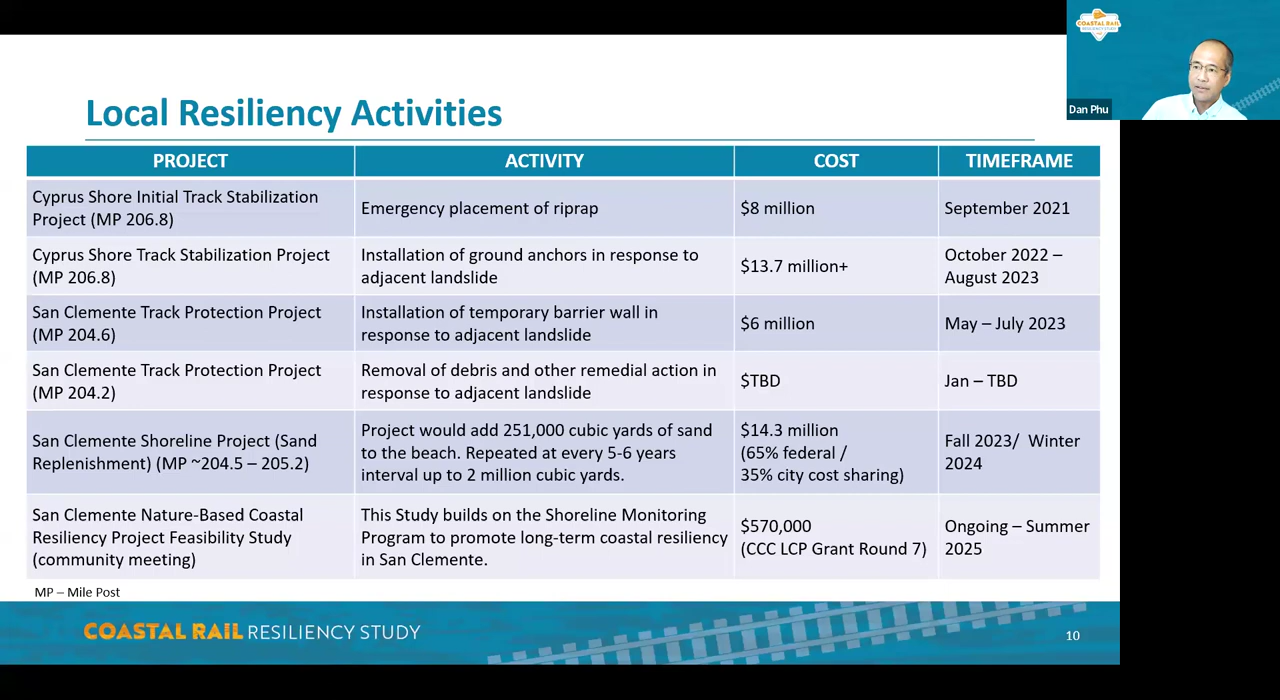 COASTAL RAIL
RESILIENCY STUDY
Dan Phu
Local Resiliency Activities
PROJECT ACTIVITY COST TIMEFRAME
Cyprus Shore Initial Track Stabilization
Project (MP 206.8)
Emergency placement of riprap
$8 million
September 2021
Cyprus Shore Track Stabilization Project
(MP 206.8)
Installation of ground anchors in response to
adjacent landslide
$13.7 million+
October 2022 –
August 2023
San Clemente Track Protection Project
(MP 204.6)
Installation of temporary barrier wall in
response to adjacent landslide
$6 million
May – July 2023
San Clemente Track Protection Project
(MP 204.2)
Removal of debris and other remedial action in
response to adjacent landslide
$TBD
Jan – TBD
San Clemente Shoreline Project (Sand
Replenishment) (MP ~204.5 – 205.2)
Project would add 251,000 cubic yards of sand
to the beach. Repeated at every 5-6 years
interval up to 2 million cubic yards.
$14.3 million
(65% federal /
35% city cost sharing)
Fall 2023/ Winter
2024
San Clemente Nature-Based Coastal
Resiliency Project Feasibility Study
(community meeting)
This Study builds on the Shoreline Monitoring
Program to promote long-term coastal resiliency
in San Clemente.
$570,000
(CCC LCP Grant Round 7)
Ongoing – Summer
2025
MP – Mile Post
COASTAL RAIL RESILIENCY STUDY
10